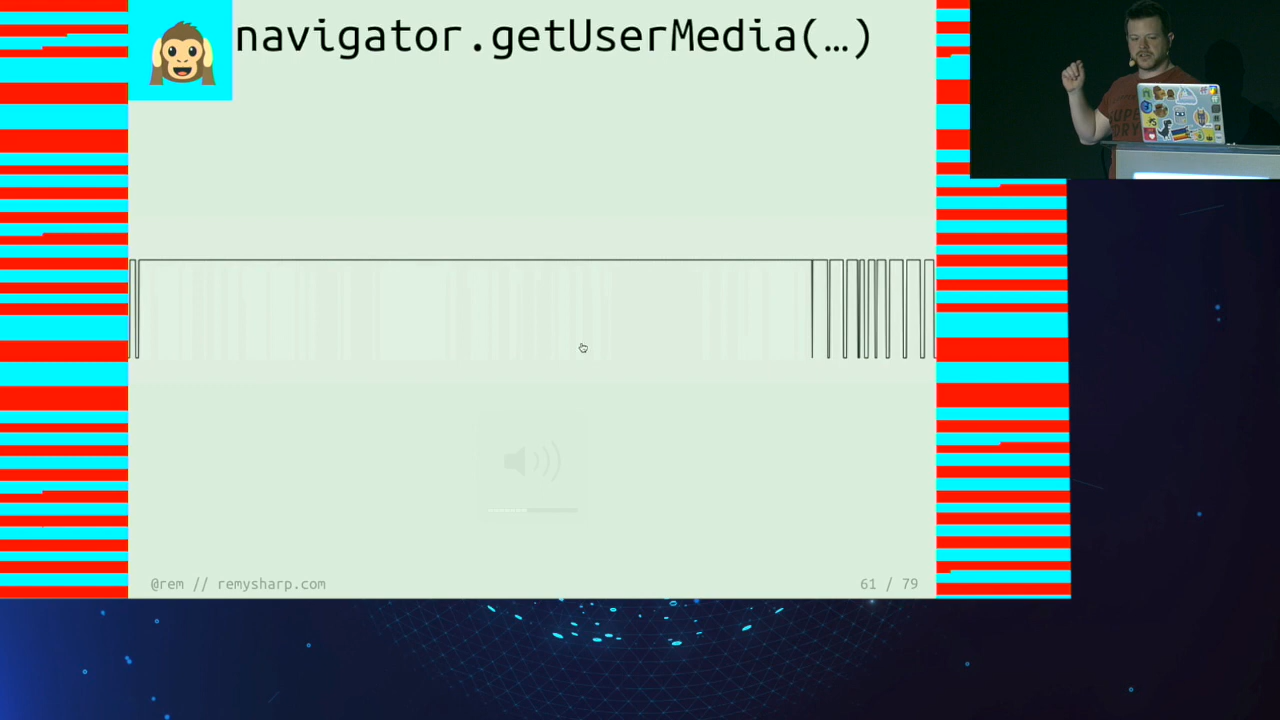 navigator.getUserMedia(…)
@rem // remysharp.com
61 / 79